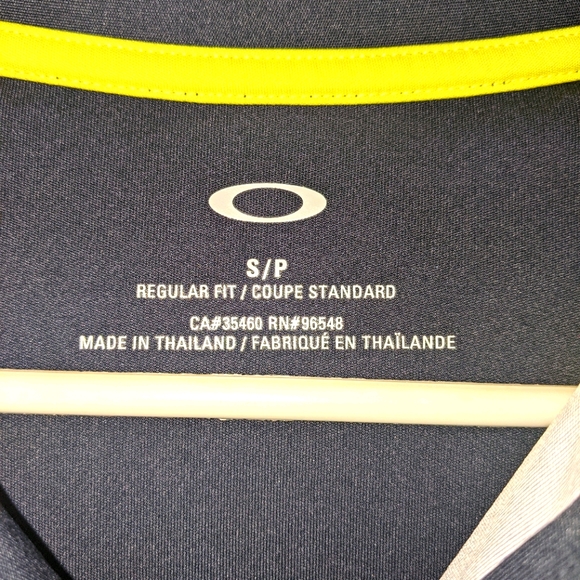 S/P
REGULAR FIT / COUPE STANDARD
CA#35460 RN#96548
MADE IN THAILAND / FABRIQUÉ EN THAÏLANDE